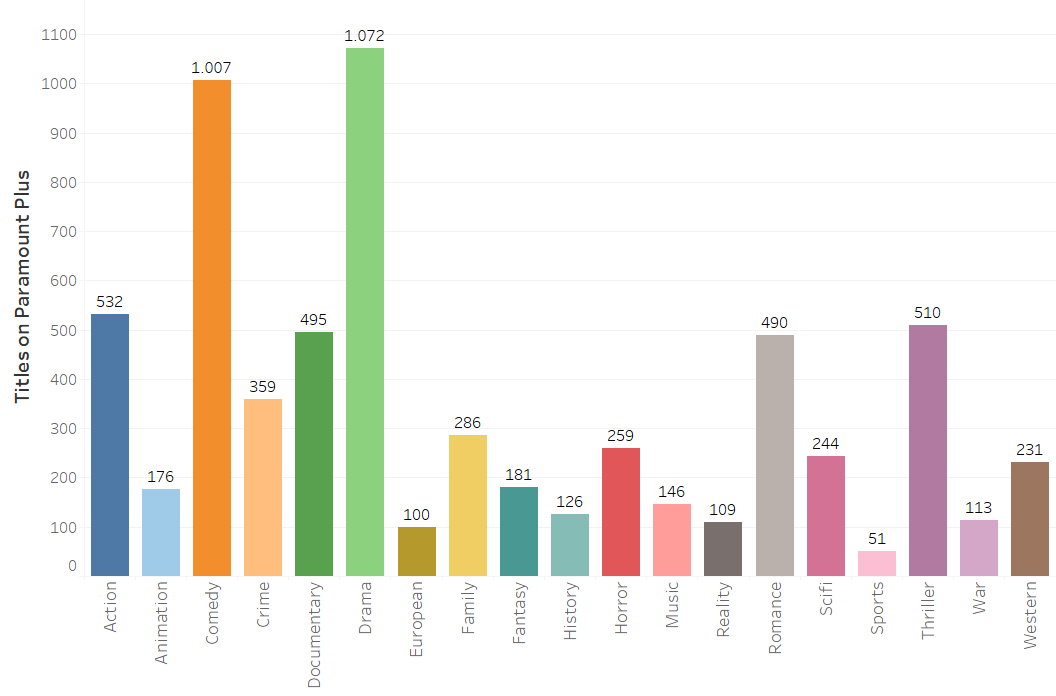 Titles on Paramount Plus
1100
1000
900
800
700
600
500
400
300
200
100
0
532
176
1.007
359
495
1.072
100
286
181
126
259
146
109
490
244
51
510
113
231
Action
Animation
Comedy
Crime
Documentary
Drama
European
Family
Fantasy
History
Horror
Music
Reality
Romance
Scifi
Sports
Thriller
War
Western